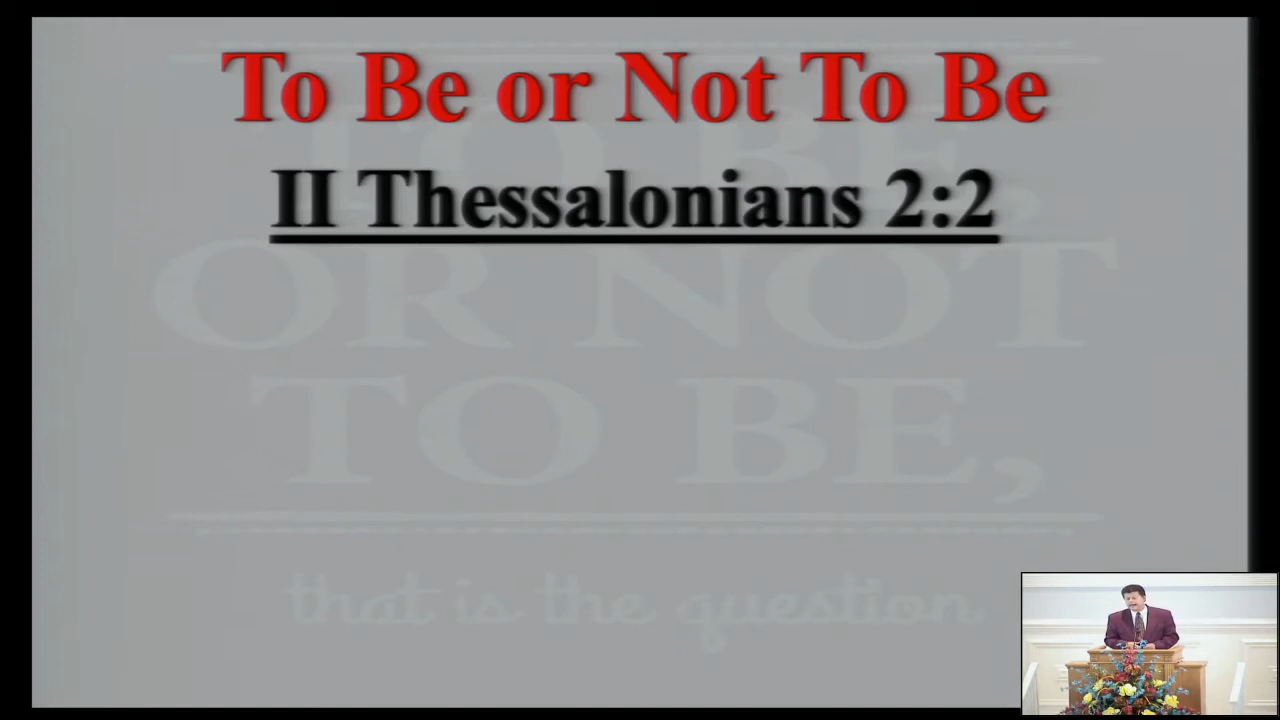 To Be or Not To Be
II Thessalonians 2:2
TO BE,
OR NOT
TO BE,
that is the question